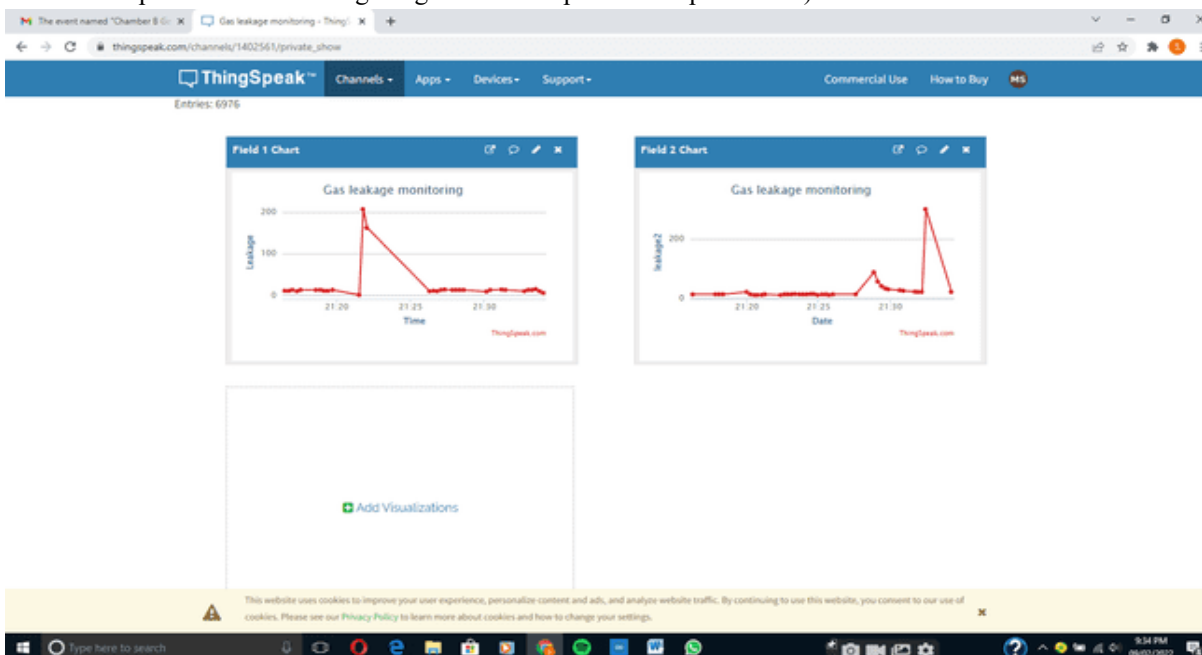 The event named "Chamber B G
Gas leakage monitoring - Thing
thingspeak.com/channels/1402561/private_show
ThingSpeak™ Channels Apps Devices Support Commercial Use How to Buy MS
Entries: 6976
Field 1 Chart
Gas leakage monitoring
Leakage
200
100
0
21:20 21:25 21:30
Time
ThingSpeak.com
Field 2 Chart
Gas leakage monitoring
leakage2
200
0
21:20 21:25 21:30
Date
ThingSpeak.com
Add Visualizations
This website uses cookies to improve your user experience, personalize content and ads, and analyze website traffic. By continuing to use this website, you consent to our use of
cookies. Please see our Privacy Policy to learn more about cookies and how to change your settings.
Type here to search
9:34 PM